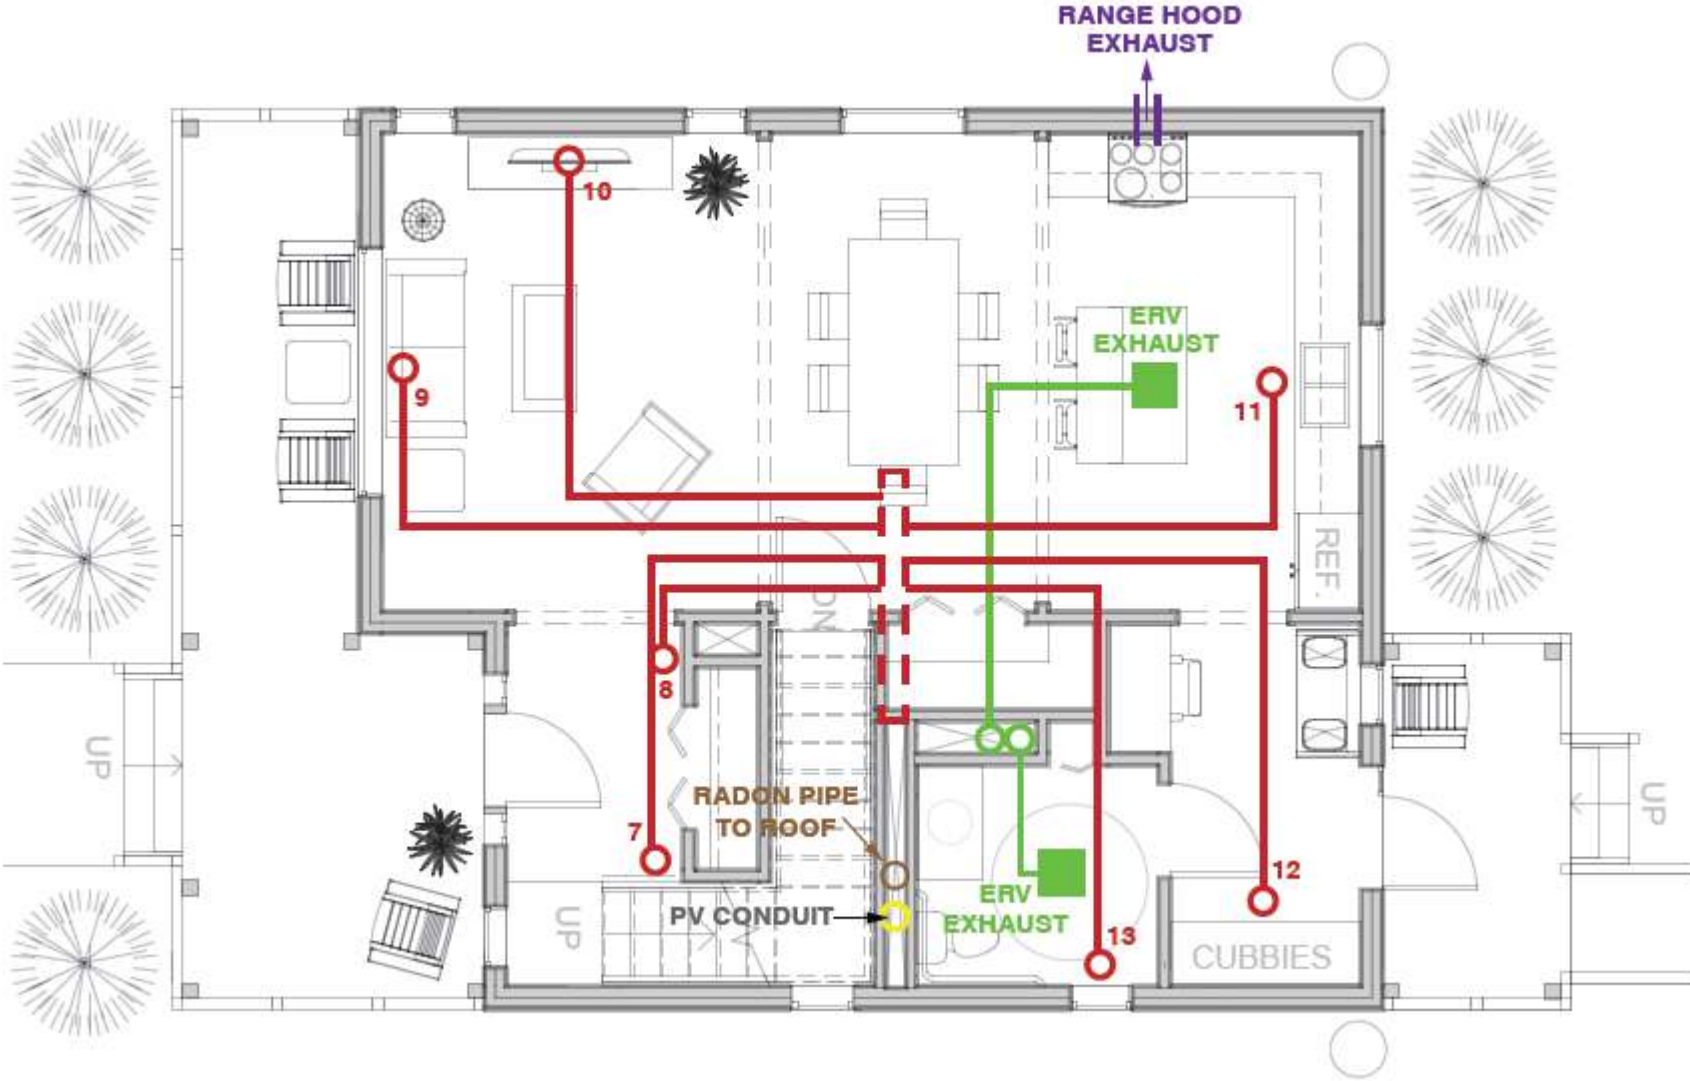 RANGE HOOD
EXHAUST
10
ERV
EXHAUST
9
11
REF.
8
UP
RADON PIPE
TO ROOF
UP
7
12
ERV
EXHAUST
UP
PV CONDUIT
13
CUBBIES